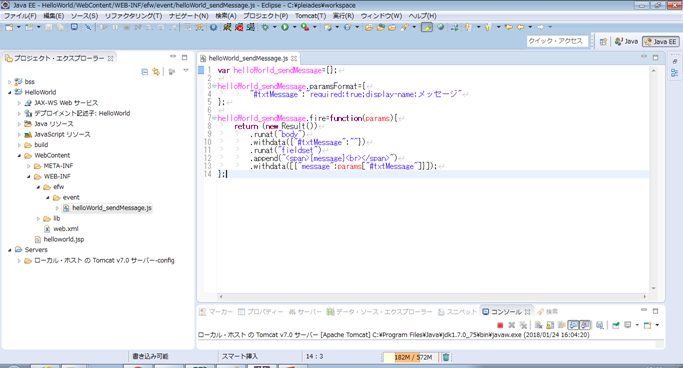 Java EE - HelloWorld/WebContent/WEB-INF/efw/event/helloWorld_sendMessage.js - Eclipse - C:¥pleiades¥workspace
ファイル(F) 編集(E) ソース(S) リファクタリング(T) ナビゲート(N) 検索(A) プロジェクト(P) Tomcat(T) 実行(R) ウィンドウ(W) ヘルプ(H)
クイック・アクセス Java Java EE
プロジェクト・エクスプローラー
bss
HelloWorld
JAX-WS Web サービス
デプロイメント記述子: HelloWorld
Java リソース
JavaScript リソース
build
WebContent
META-INF
WEB-INF
efw
event
helloWorld_sendMessage.js
lib
web.xml
helloworld.jsp
Servers
ローカル・ホスト の Tomcat v7.0 サーバー-config
helloWorld_sendMessage.js
1 var helloWorld_sendMessage={};
2
3 helloWorld_sendMessage.paramsFormat={
4 "#txtMessage":"required:true;display-name:メッセージ"
5 };
6
7 helloWorld_sendMessage.fire=function(params){
8 return (new Result())
9 .runat("body")
10 .withdata({"#txtMessage":""})
11 .runat("fieldset")
12 .append("<span>{message}<br></span>")
13 .withdata([{"message":params["#txtMessage"]}]);
14 };
マーカー プロパティー サーバー データ・ソース・エクスプローラー スニペット コンソール 検索
ローカル・ホスト の Tomcat v7.0 サーバー [Apache Tomcat] C:¥Program Files¥Java¥jdk1.7.0_75¥bin¥javaw.exe (2018/01/24 16:04:20)
書き込み可能 スマート挿入 14 : 3 182M / 572M